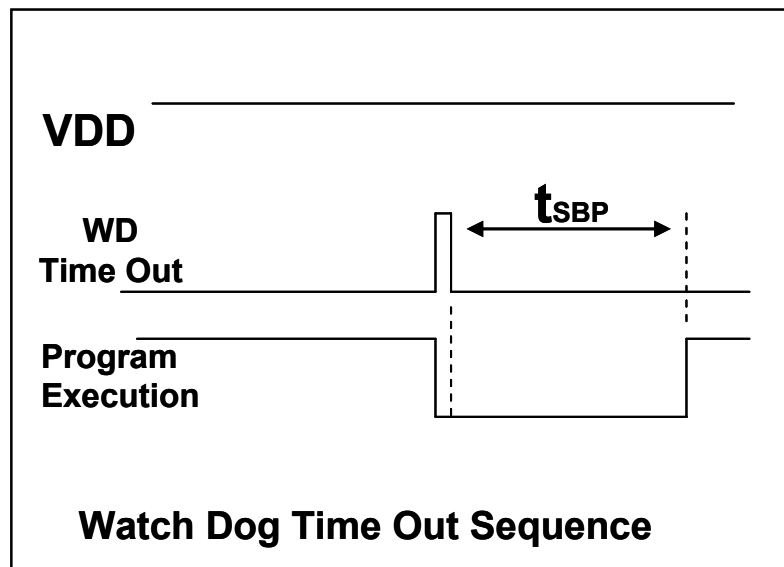 VDD
WD
Time Out
tSBP
Program
Execution
Watch Dog Time Out Sequence